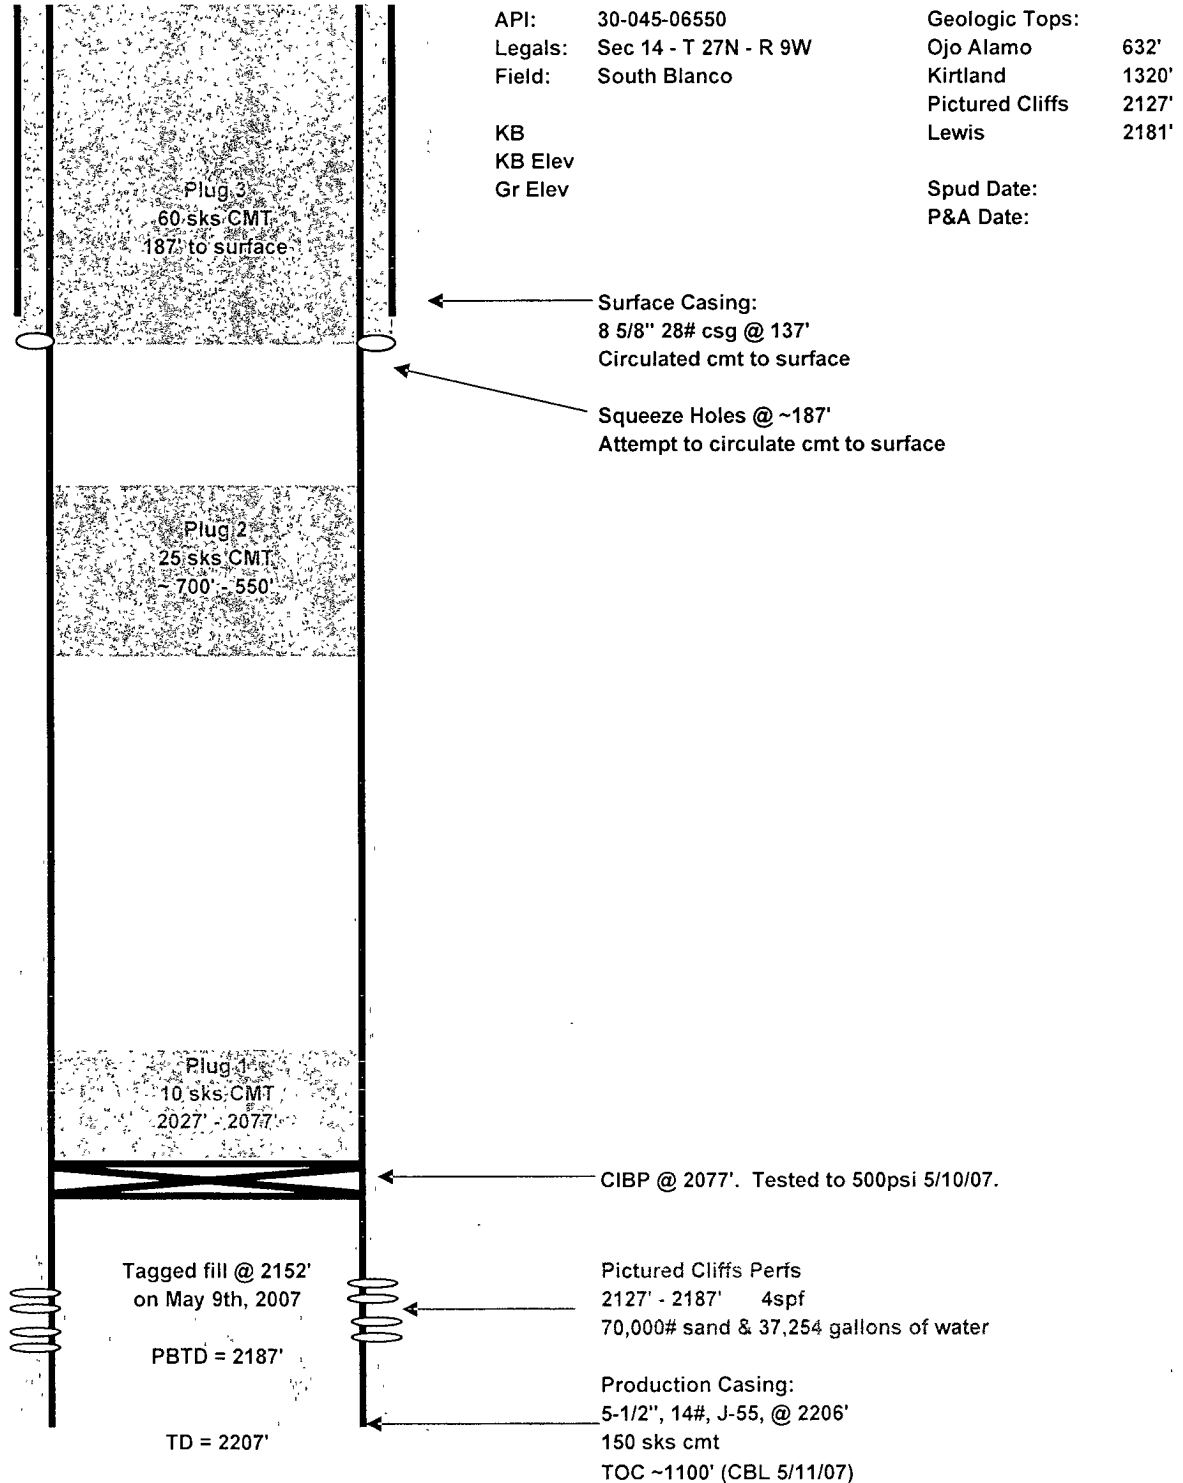 API: 30-045-06550
Legals: Sec 14 - T 27N - R 9W
Field: South Blanco
KB
KB Elev
Gr Elev
Geologic Tops:
Ojo Alamo 632'
Kirtland 1320'
Pictured Cliffs 2127'
Lewis 2181'
Spud Date:
P&A Date:
Plug 3
60 sks CMT
187' to surface
Surface Casing:
8 5/8" 28# csg @ 137'
Circulated cmt to surface
Squeeze Holes @ ~187'
Attempt to circulate cmt to surface
Plug 2
25 sks CMT
~ 700' - 550'
Plug 1
10 sks CMT
2027' - 2077'
CIBP @ 2077'. Tested to 500psi 5/10/07.
Tagged fill @ 2152'
on May 9th, 2007
PBTD = 2187'
TD = 2207'
Pictured Cliffs Perfs
2127' - 2187' 4spf
70,000# sand & 37,254 gallons of water
Production Casing:
5-1/2", 14#, J-55, @ 2206'
150 sks cmt
TOC ~1100' (CBL 5/11/07)